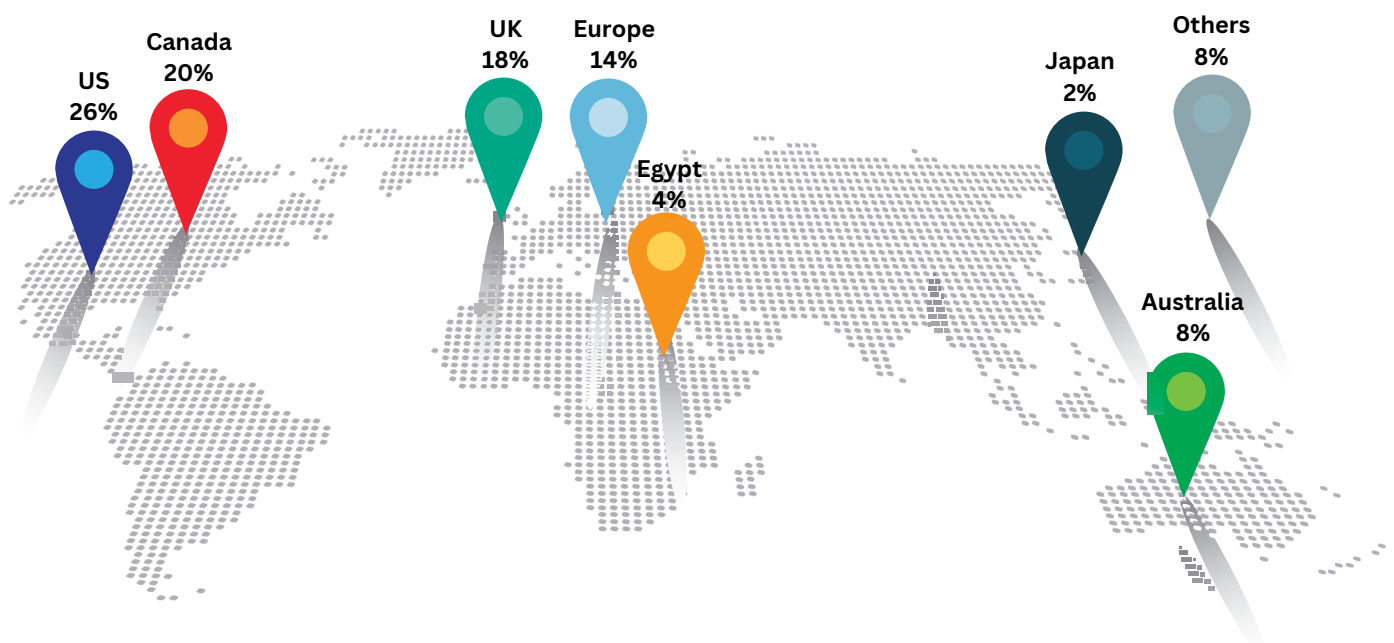 US
26%
Canada
20%
UK
18%
Europe
14%
Egypt
4%
Japan
2%
Others
8%
Australia
8%